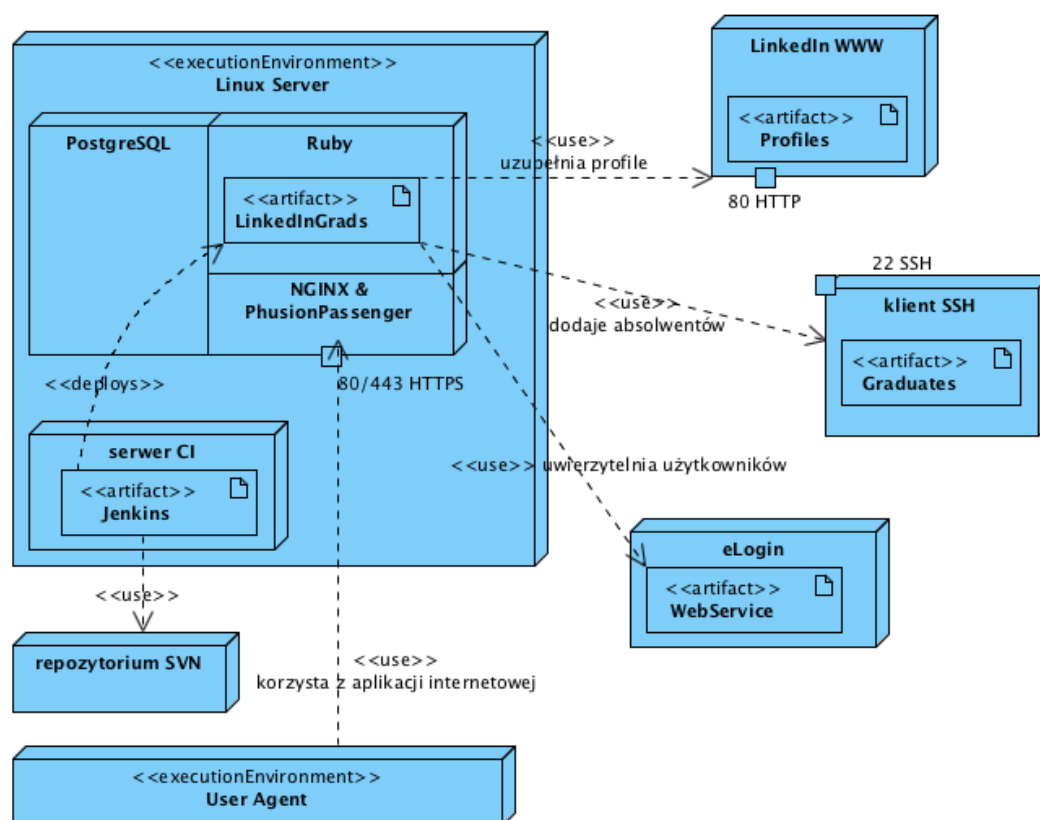 <<executionEnvironment>>
Linux Server
PostgreSQL
Ruby
<<artifact>>
LinkedInGrads
NGINX &
PhusionPassenger
80/443 HTTPS
<<deploys>>
serwer CI
<<artifact>>
Jenkins
<<use>>
repozytorium SVN
<<use>>
korzysta z aplikacji internetowej
<<executionEnvironment>>
User Agent
<<use>>
uzupełnia profile
LinkedIn WWW
<<artifact>>
Profiles
80 HTTP
<<use>>
dodaje absolwentów
22 SSH
klient SSH
<<artifact>>
Graduates
<<use>> uwierzytelnia użytkowników
eLogin
<<artifact>>
WebService